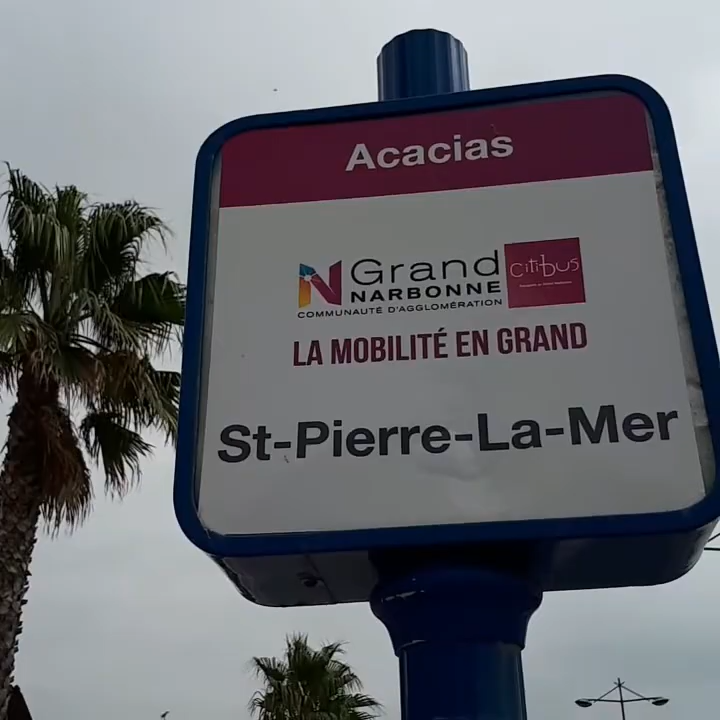 Acacias
Grand
NARBONNE
COMMUNAUTÉ D'AGGLOMÉRATION
citibus
LA MOBILITÉ EN GRAND
St-Pierre-La-Mer